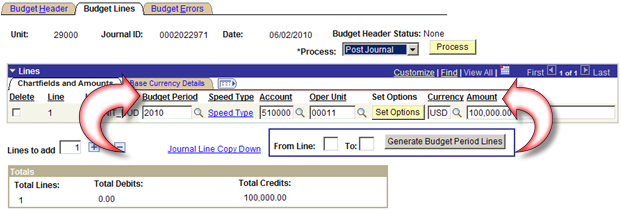 Budget Header Budget Lines Budget Errors
Unit: 29000 Journal ID: 0002022971 Date: 06/02/2010 Budget Header Status: None
*Process: Post Journal Process
Lines Customize | Find | View All | First 1 of 1 Last
Chartfields and Amounts Base Currency Details
Delete Line Budget Period Speed Type Account Oper Unit Set Options Currency Amount
1 2010 Speed Type 510000 00011 Set Options USD 100,000.00
Lines to add 1 Journal Line Copy Down From Line: To: Generate Budget Period Lines
Totals
Total Lines: Total Debits: Total Credits:
1 0.00 100,000.00